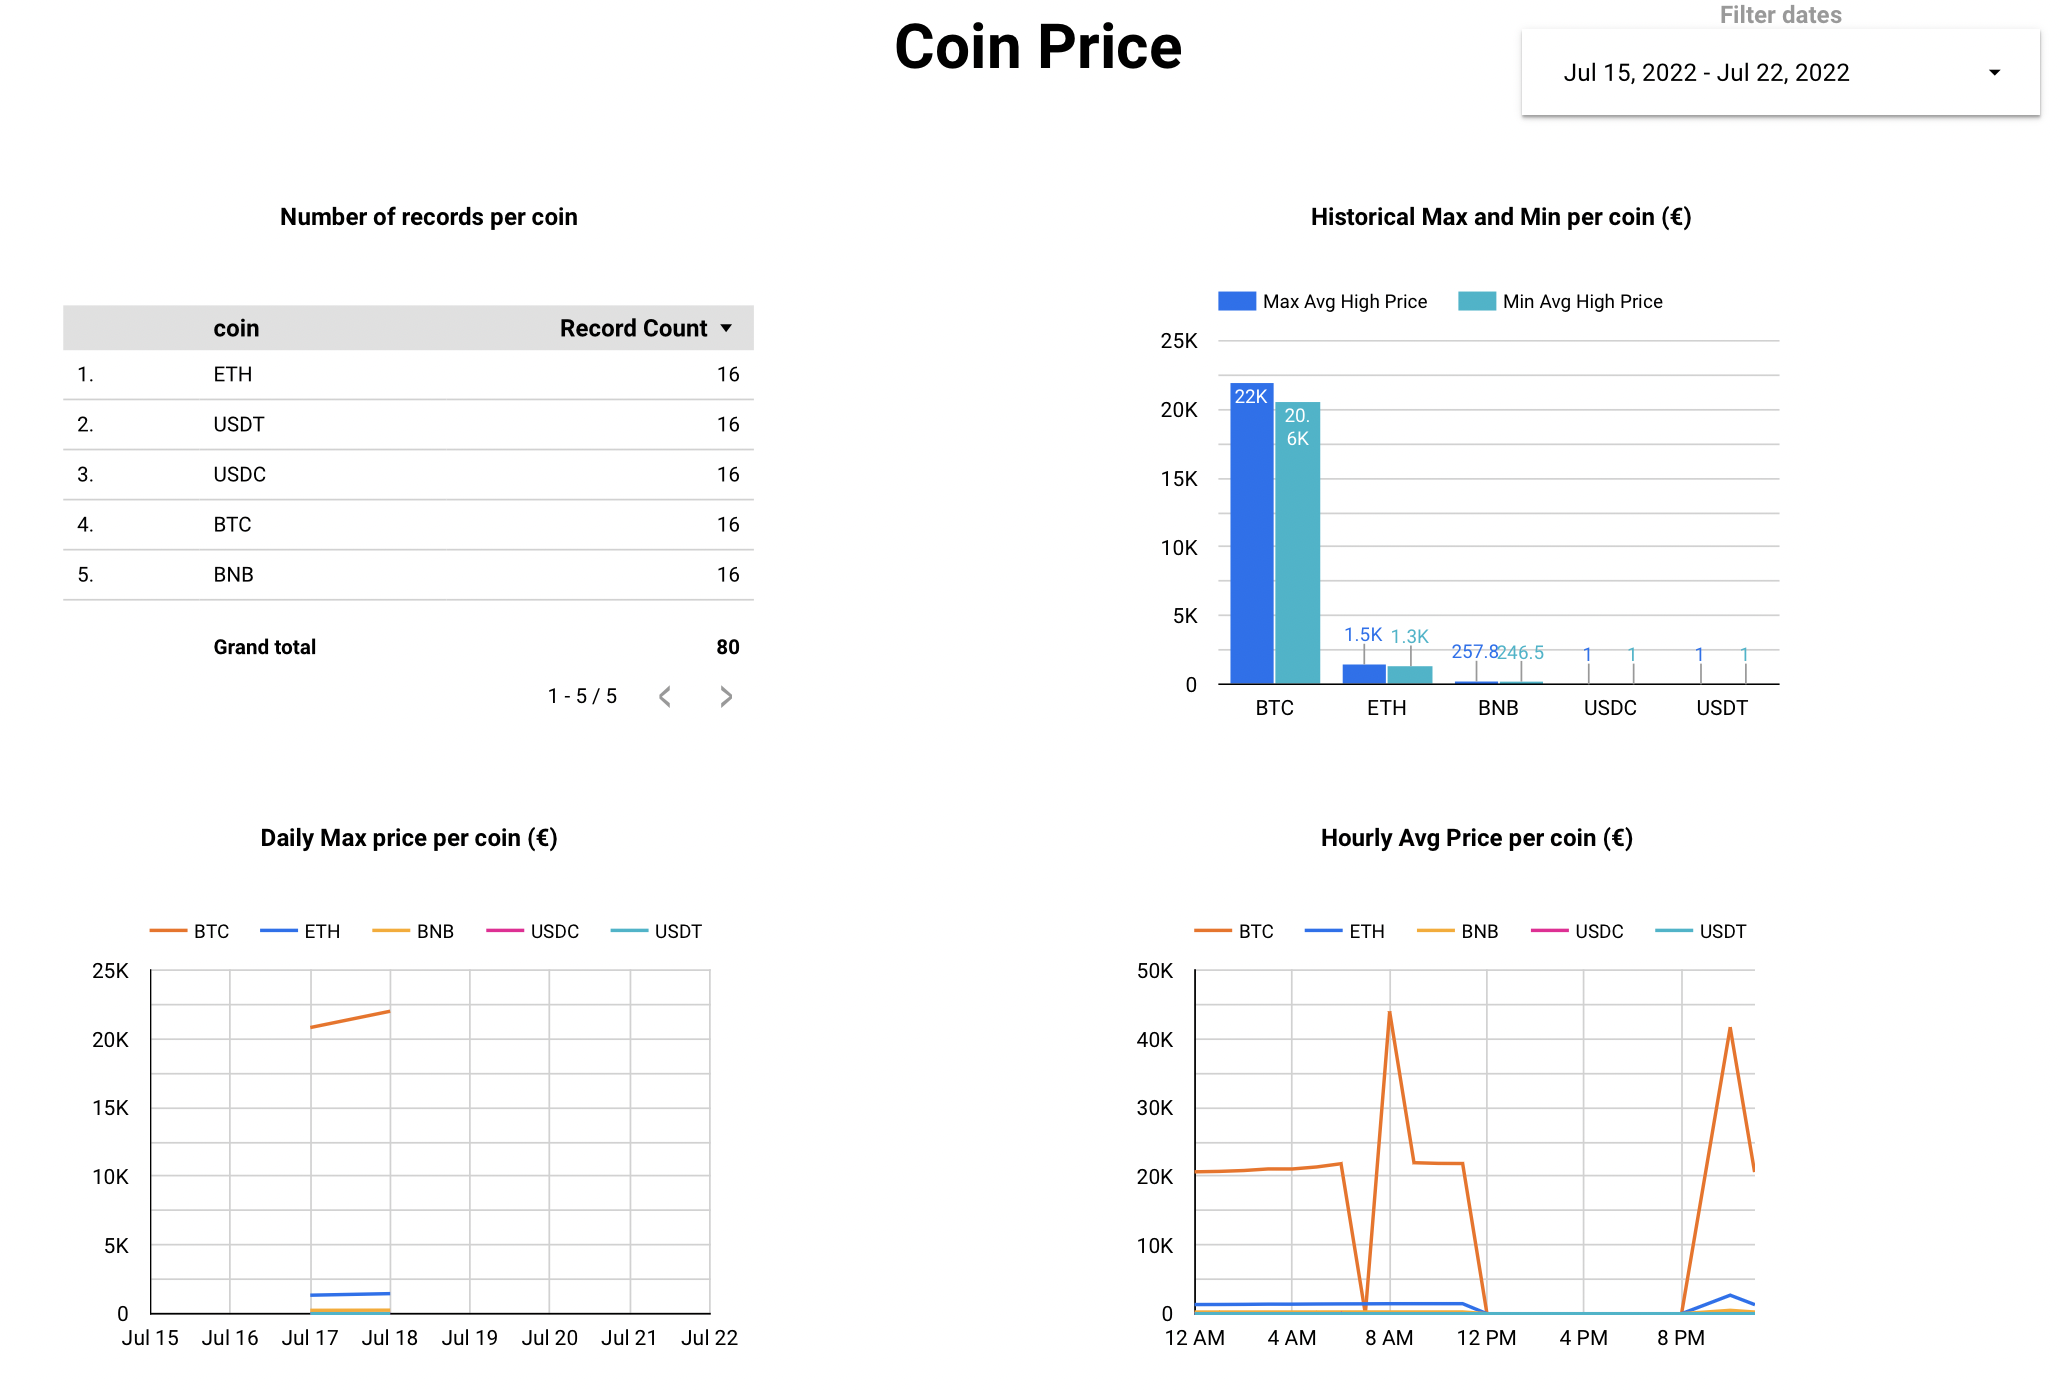 Coin Price
Filter dates
Jul 15, 2022 - Jul 22, 2022
Number of records per coin
coin Record Count
1. ETH 16
2. USDT 16
3. USDC 16
4. BTC 16
5. BNB 16
Grand total 80
1 - 5 / 5
Historical Max and Min per coin (€)
Max Avg High Price Min Avg High Price
25K
20K
15K
10K
5K
0
22K
20.
6K
1.5K 1.3K
257.8 246.5
1 1
1 1
BTC ETH BNB USDC USDT
Daily Max price per coin (€)
BTC ETH BNB USDC USDT
25K
20K
15K
10K
5K
0
Jul 15 Jul 16 Jul 17 Jul 18 Jul 19 Jul 20 Jul 21 Jul 22
Hourly Avg Price per coin (€)
BTC ETH BNB USDC USDT
50K
40K
30K
20K
10K
0
12 AM 4 AM 8 AM 12 PM 4 PM 8 PM